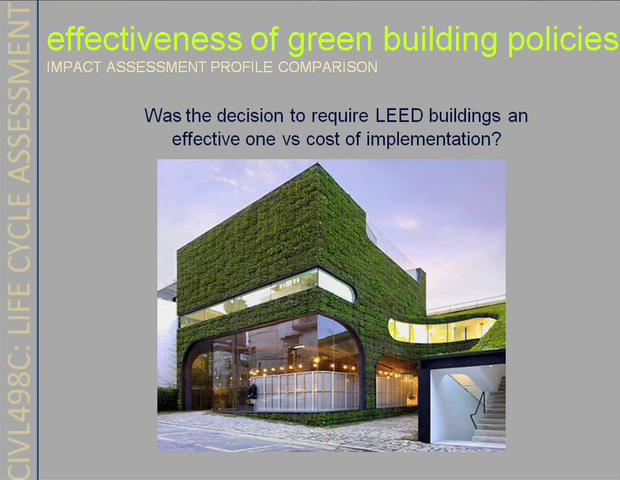 effectiveness of green building policies
IMPACT ASSESSMENT PROFILE COMPARISON
Was the decision to require LEED buildings an
effective one vs cost of implementation?
CIVL498C: LIFE CYCLE ASSESSMENT